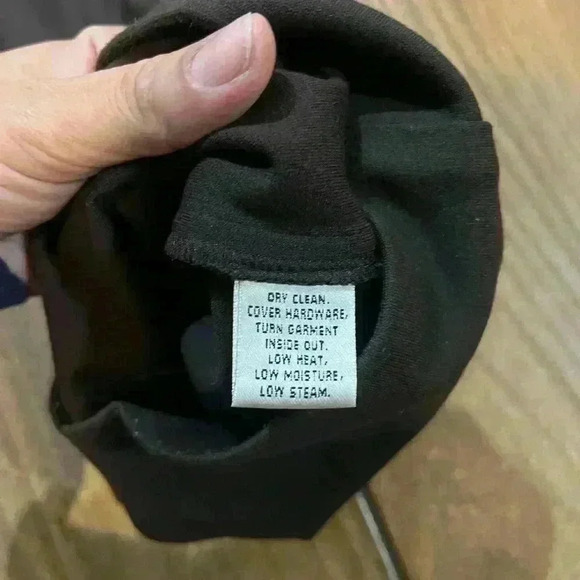 DRY CLEAN.
COVER HARDWARE,
TURN GARMENT
INSIDE OUT.
LOW HEAT,
LOW MOISTURE,
LOW STEAM.